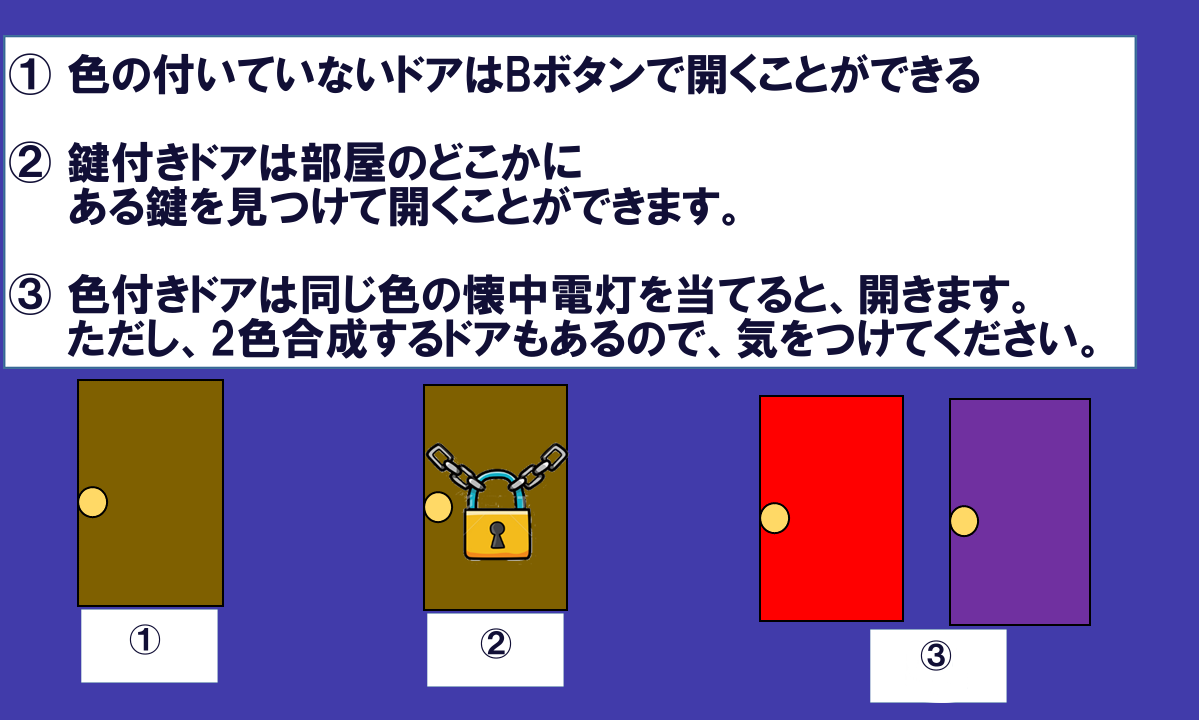 ① 色の付いていないドアはBボタンで開くことができる
② 鍵付きドアは部屋のどこかに
ある鍵を見つけて開くことができます。
③ 色付きドアは同じ色の懐中電灯を当てると、開きます。
ただし、2色合成するドアもあるので、気をつけてください。
①
②
③